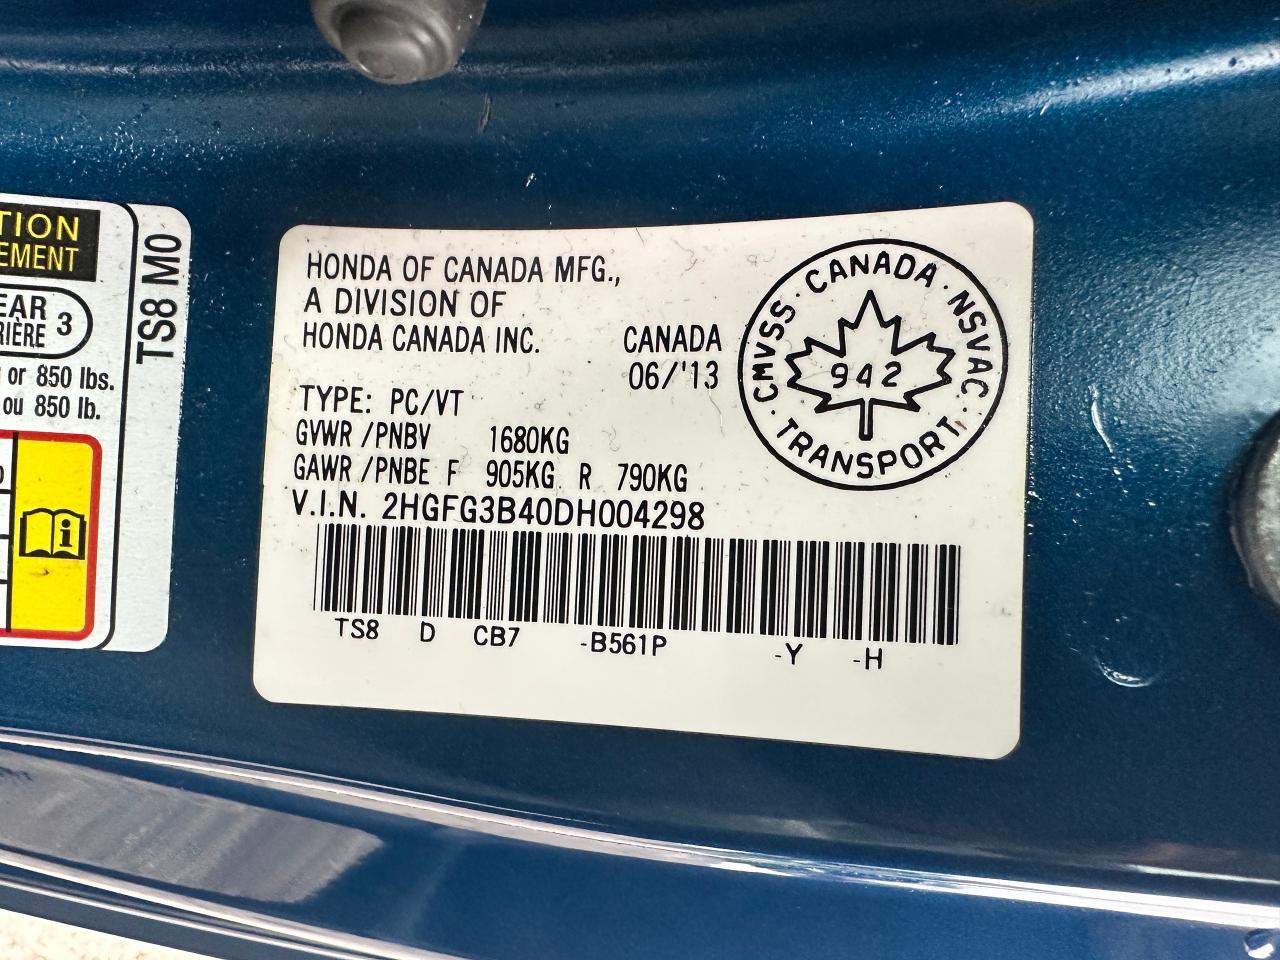 TION
EMENT
EAR 3
RIÈRE
or 850 lbs.
ou 850 lb.
TS8 M0
HONDA OF CANADA MFG.,
A DIVISION OF
HONDA CANADA INC.
CANADA
06/'13
TYPE: PC/VT
GVWR /PNBV 1680KG
GAWR /PNBE F 905KG R 790KG
V.I.N. 2HGFG3B40DH004298
TS8 D CB7 -B561P -Y -H
· CANADA · NSVAC · TRANSPORT · CMVSS
942